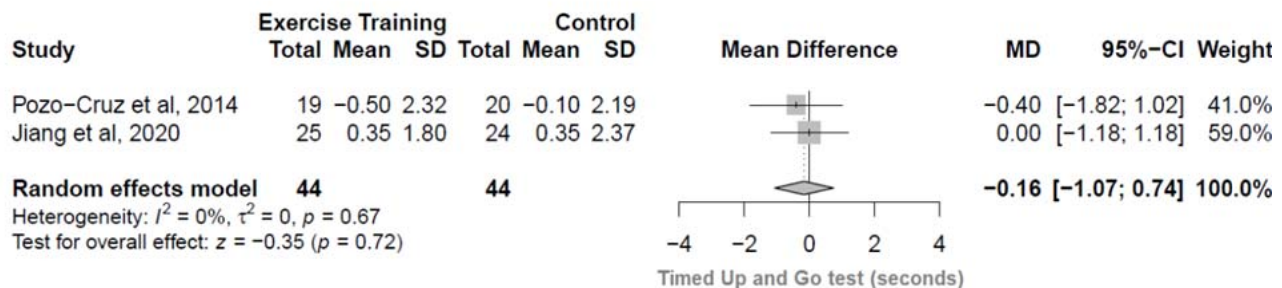 Exercise Training Control
Study Total Mean SD Total Mean SD Mean Difference MD 95%−CI Weight
Pozo−Cruz et al, 2014 19 −0.50 2.32 20 −0.10 2.19 −0.40 [−1.82; 1.02] 41.0%
Jiang et al, 2020 25 0.35 1.80 24 0.35 2.37 0.00 [−1.18; 1.18] 59.0%
Random effects model 44 44 −0.16 [−1.07; 0.74] 100.0%
Heterogeneity: I² = 0%, τ² = 0, p = 0.67
Test for overall effect: z = −0.35 (p = 0.72)
−4 −2 0 2 4
Timed Up and Go test (seconds)